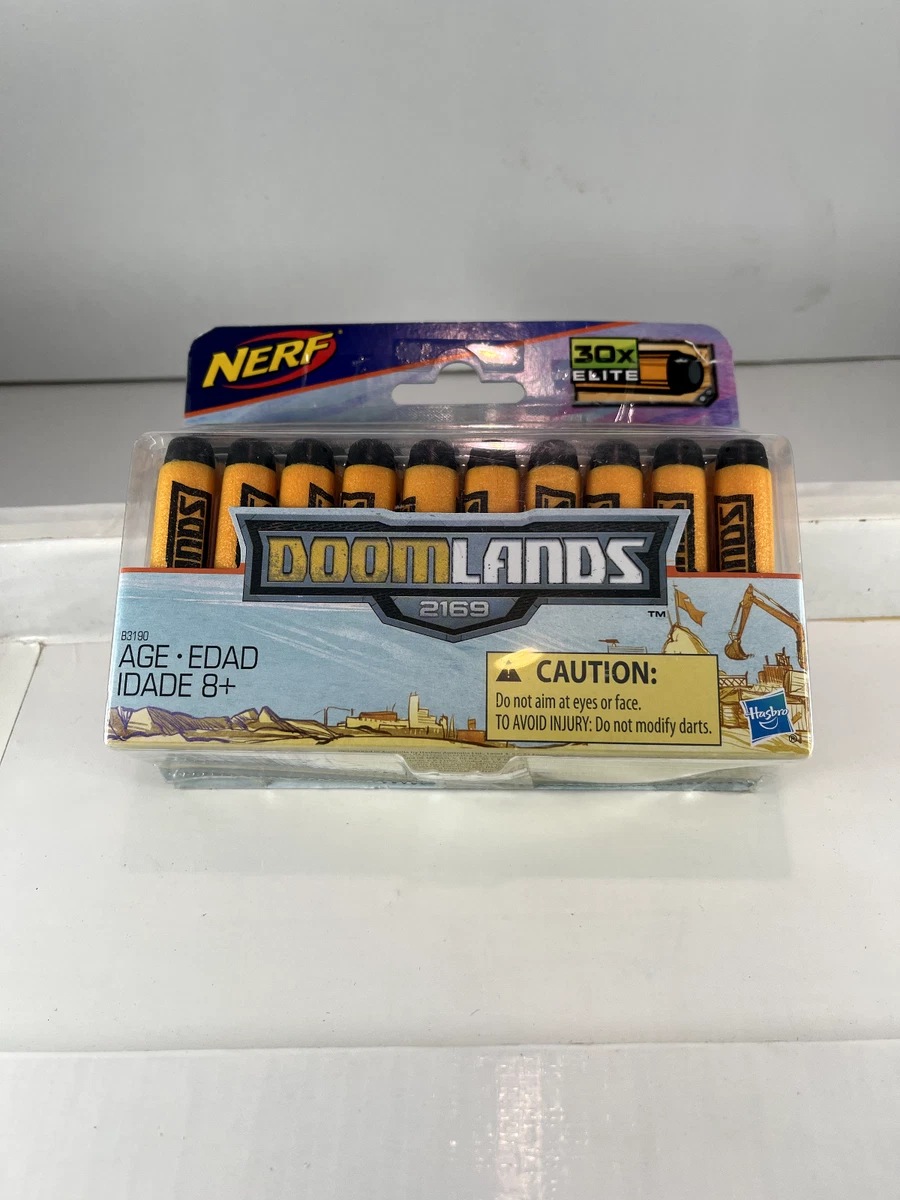 NERF
30x
ELITE
DOOMLANDS
2169
™
B3190
AGE • EDAD
IDADE 8+
CAUTION:
Do not aim at eyes or face.
TO AVOID INJURY: Do not modify darts.
Hasbro
®